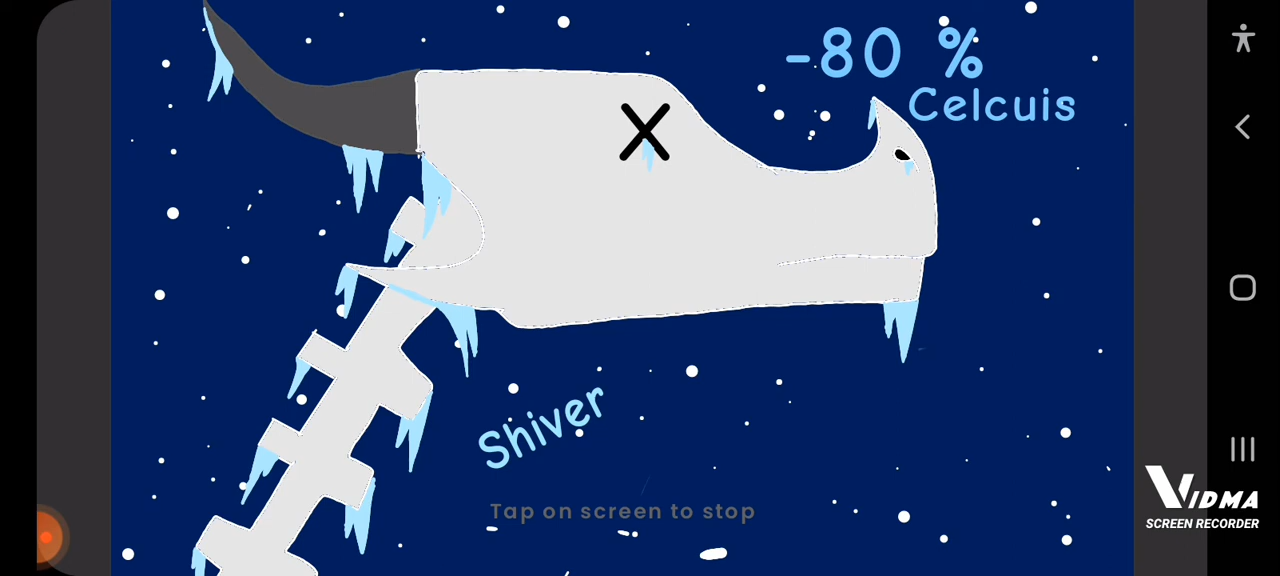 -80 %
Celcuis
Shiver
Tap on screen to stop
VIDMA
SCREEN RECORDER